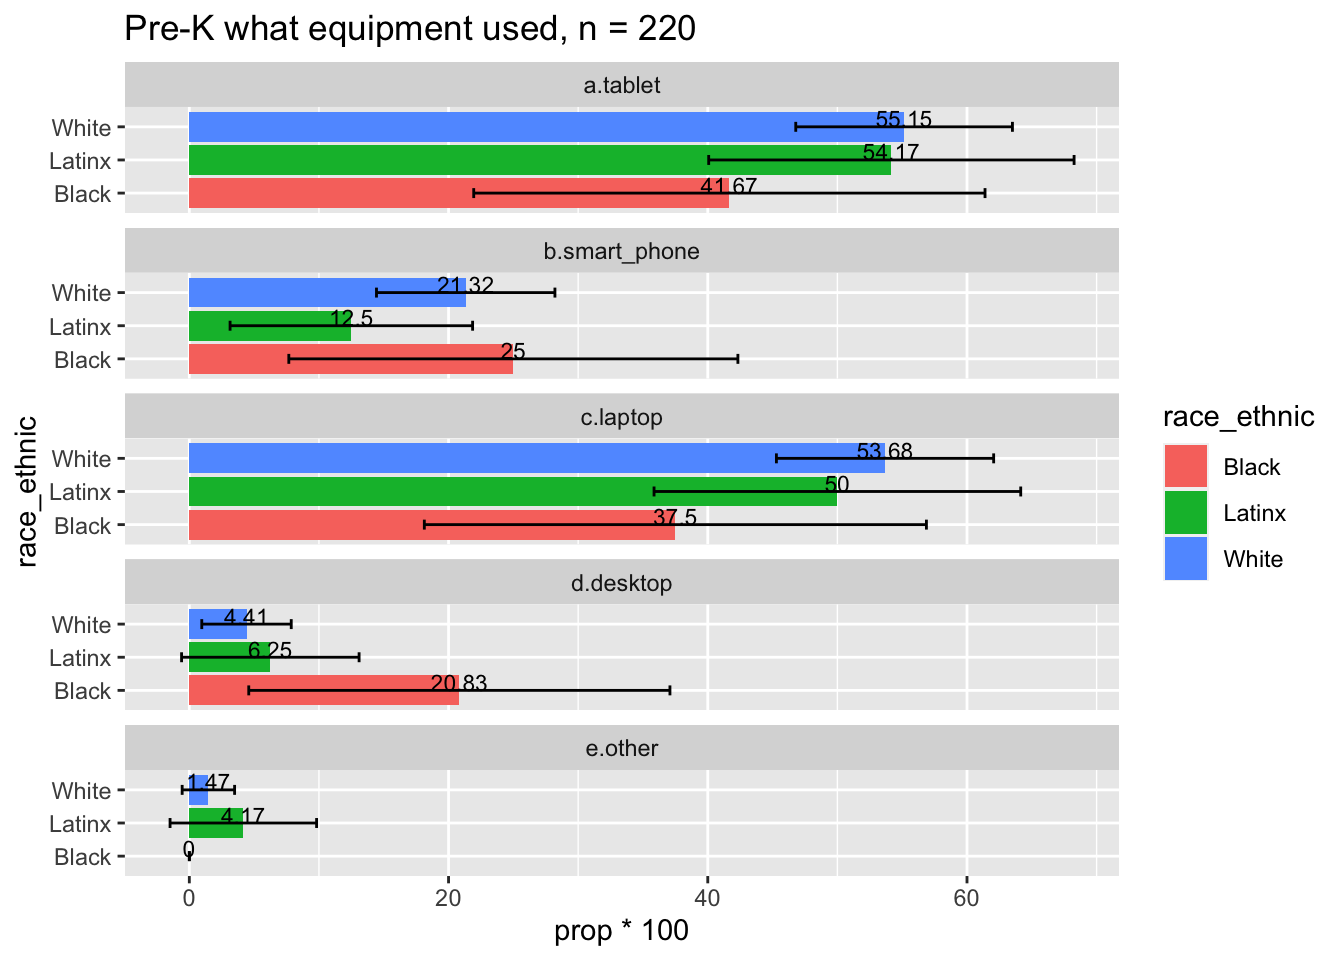 Pre-K what equipment used, n = 220
a.tablet
White
55.15
Latinx
54.17
Black
41.67
b.smart_phone
White
21.32
Latinx
12.5
Black
25
c.laptop
White
53.68
Latinx
50
Black
37.5
d.desktop
White
4.41
Latinx
6.25
Black
20.83
e.other
White
1.47
Latinx
4.17
Black
0
0 20 40 60
prop * 100
race_ethnic
race_ethnic
Black
Latinx
White